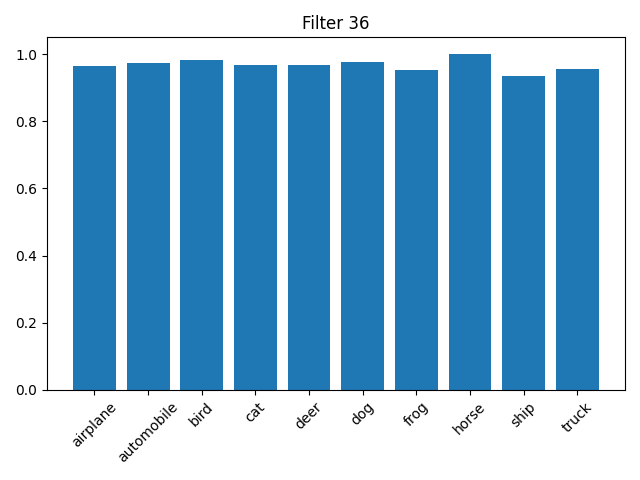 Filter 36
1.0
0.8
0.6
0.4
0.2
0.0
airplane
automobile
bird
cat
deer
dog
frog
horse
ship
truck